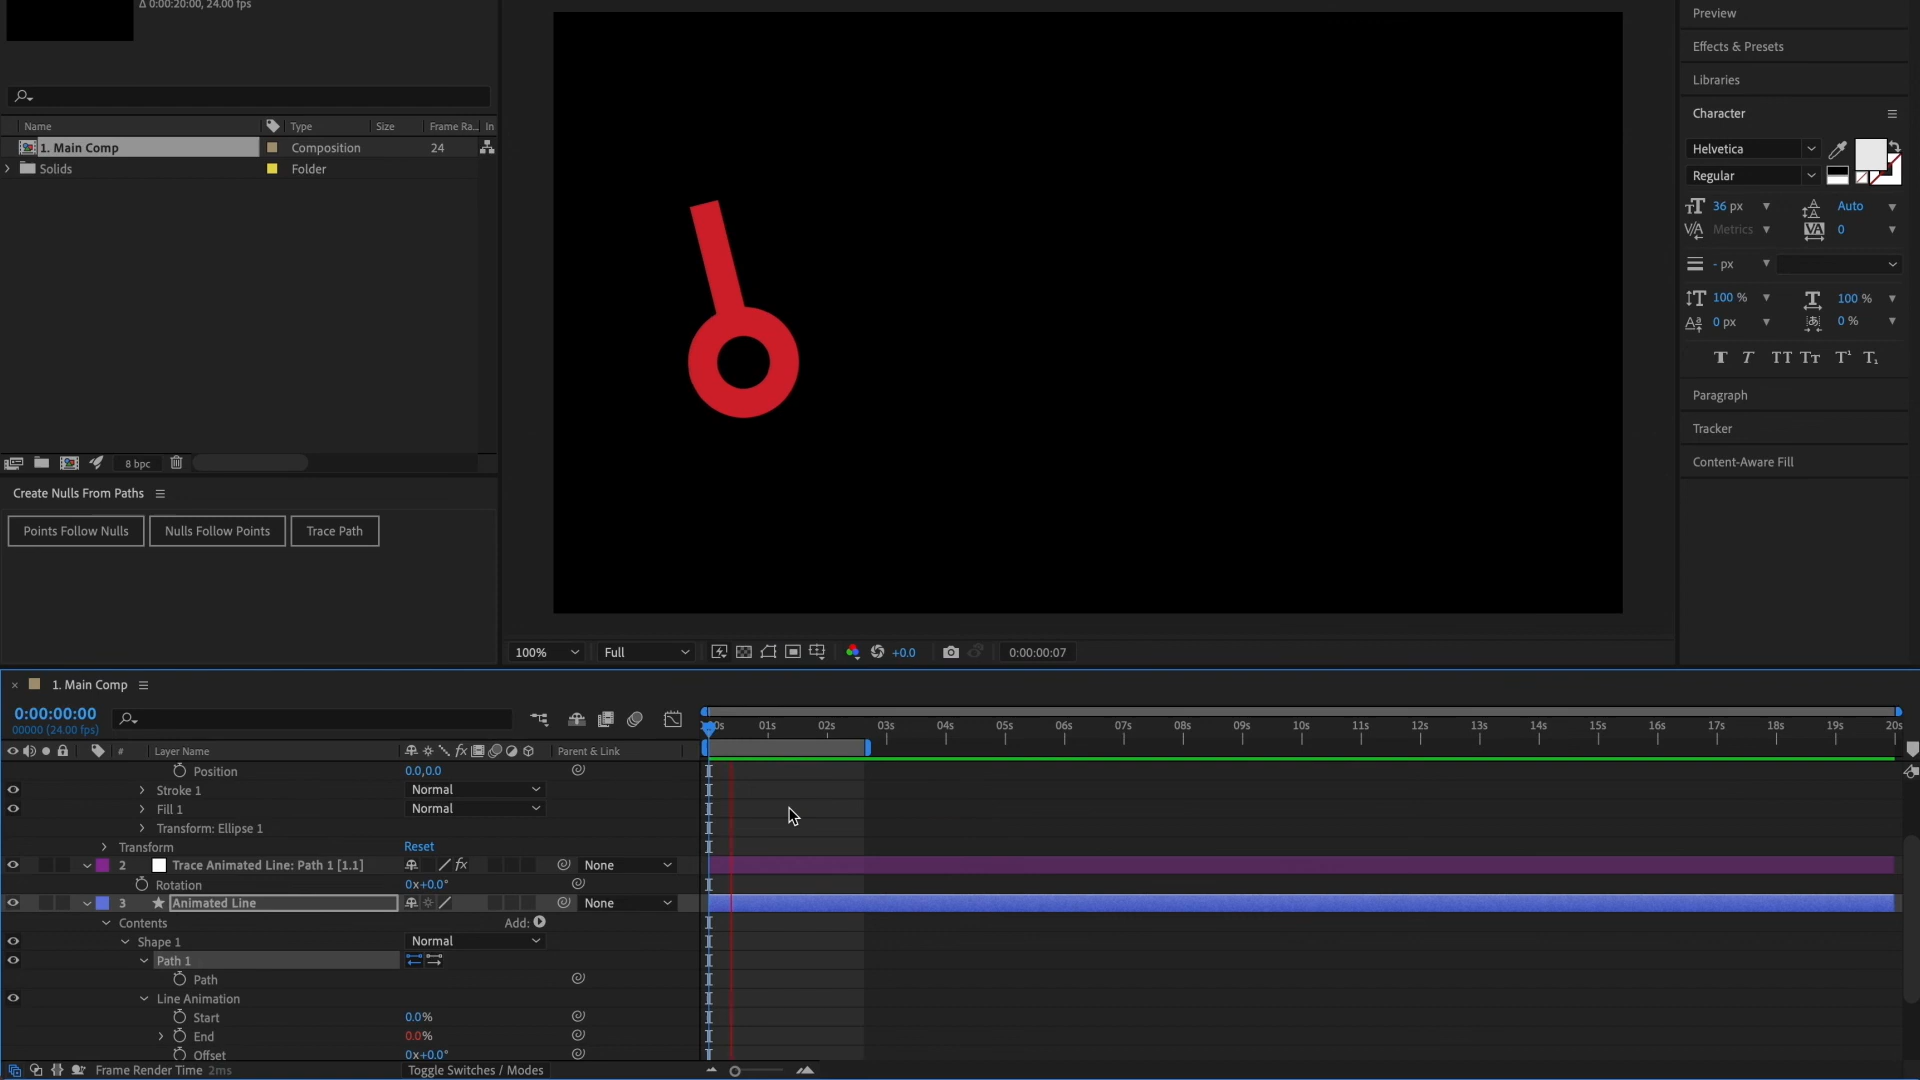 Δ 0:00:20:00, 24.00 fps
Name Type Size Frame Ra... In
1. Main Comp Composition 24
Solids Folder
8 bpc
Create Nulls From Paths
Points Follow Nulls Nulls Follow Points Trace Path
100% Full +0.0 0:00:00:07
Preview
Effects & Presets
Libraries
Character
Helvetica
Regular
36 px Auto
Metrics 0
- px
100 % 100 %
0 px 0 %
T T TT Tt T¹ T₁
Paragraph
Tracker
Content-Aware Fill
1. Main Comp
0:00:00:00
00000 (24.00 fps)
:00s 01s 02s 03s 04s 05s 06s 07s 08s 09s 10s 11s 12s 13s 14s 15s 16s 17s 18s 19s 20s
# Layer Name fx Parent & Link
Position 0.0,0.0
Stroke 1 Normal
Fill 1 Normal
Transform: Ellipse 1
Transform Reset
2 Trace Animated Line: Path 1 [1.1] fx None
Rotation 0x+0.0°
3 Animated Line None
Contents Add:
Shape 1 Normal
Path 1
Path
Line Animation
Start 0.0%
End 0.0%
Offset 0x+0.0°
Frame Render Time 2ms Toggle Switches / Modes